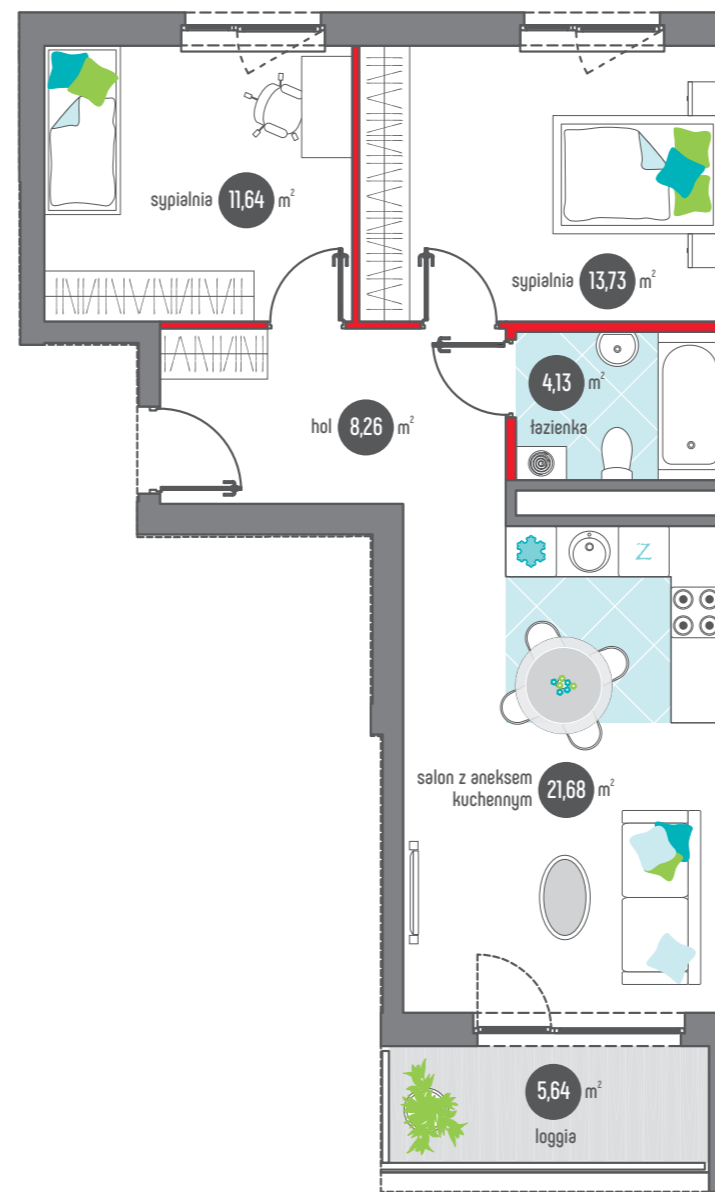 sypialnia 11,64 m²
sypialnia 13,73 m²
4,13 m²
łazienka
hol 8,26 m²
Z
salon z aneksem
kuchennym 21,68 m²
5,64 m²
loggia